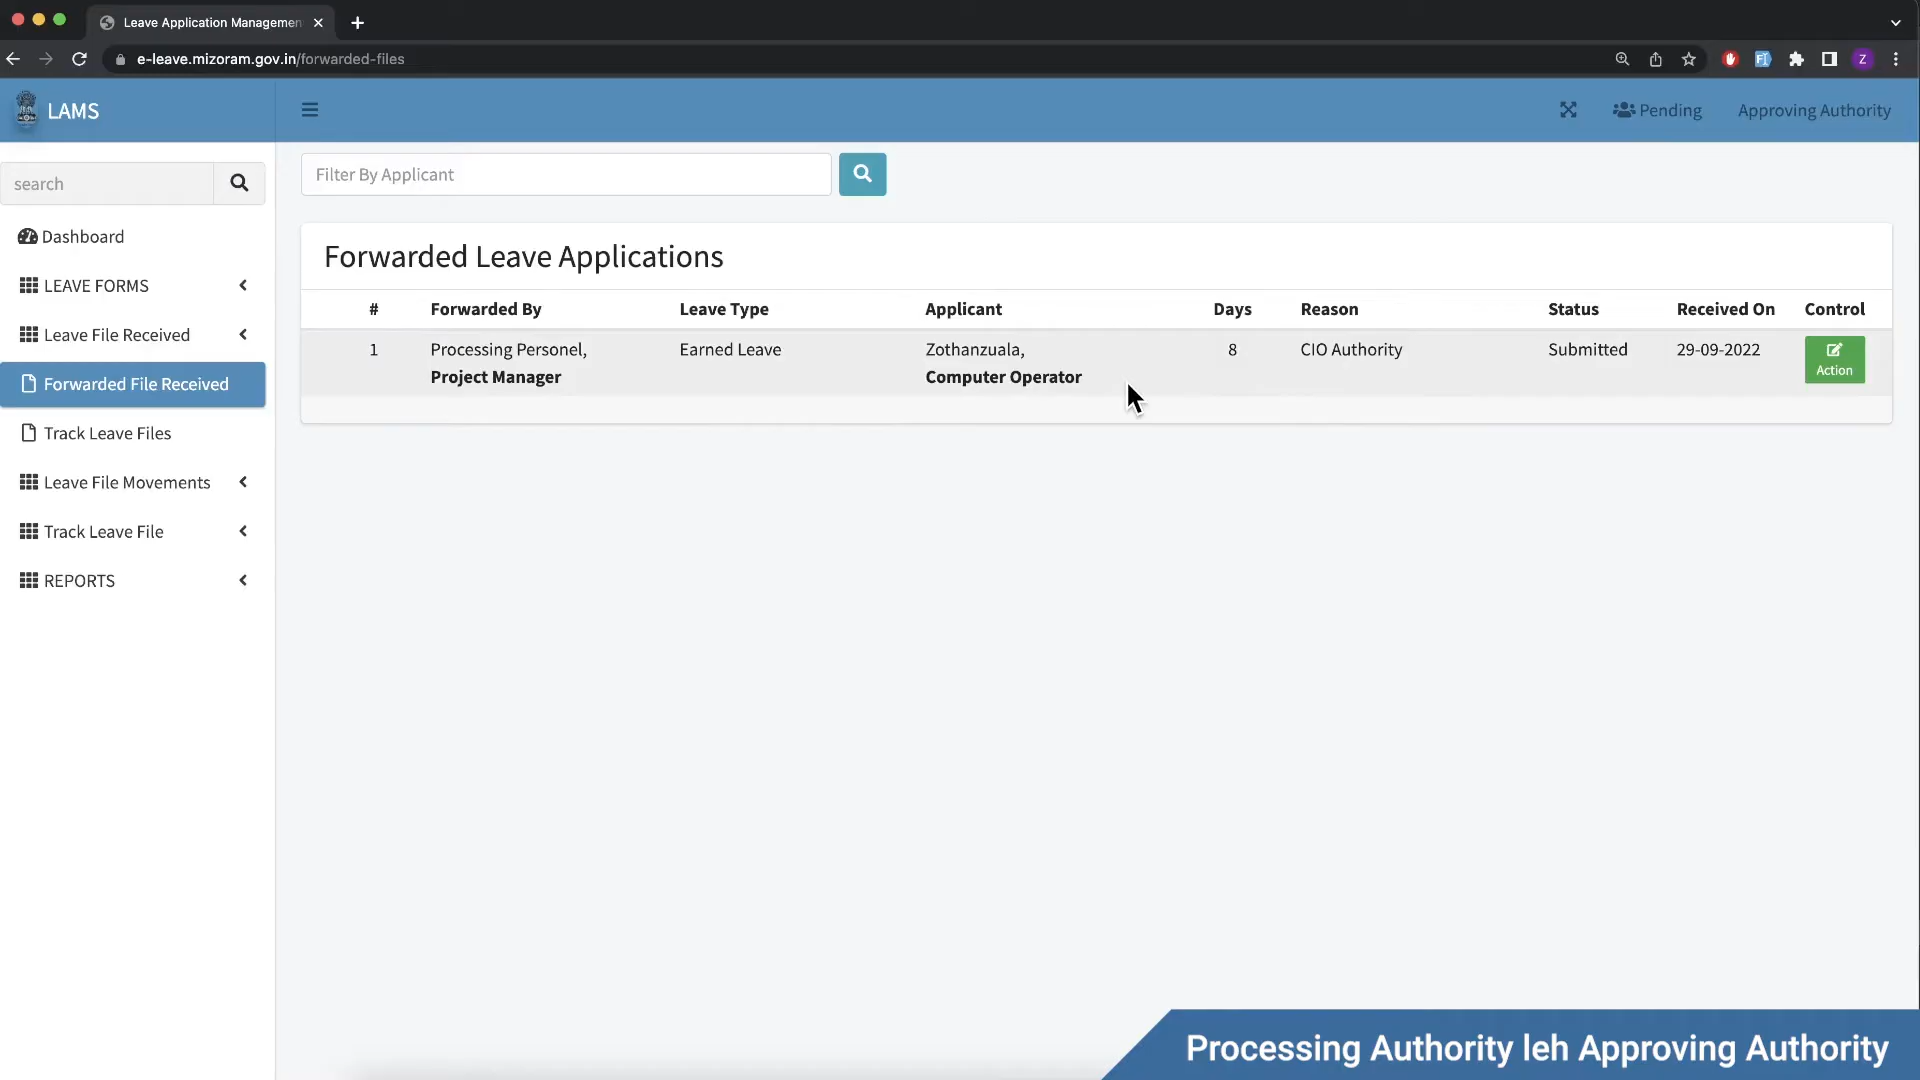 Leave Application Managemen
e-leave.mizoram.gov.in/forwarded-files
Z
LAMS
Pending
Approving Authority
search
Filter By Applicant
Dashboard
LEAVE FORMS
Leave File Received
Forwarded File Received
Track Leave Files
Leave File Movements
Track Leave File
REPORTS
Forwarded Leave Applications
# Forwarded By Leave Type Applicant Days Reason Status Received On Control
1 Processing Personel, Earned Leave Zothanzuala, 8 CIO Authority Submitted 29-09-2022 Action
Project Manager Computer Operator
Processing Authority leh Approving Authority